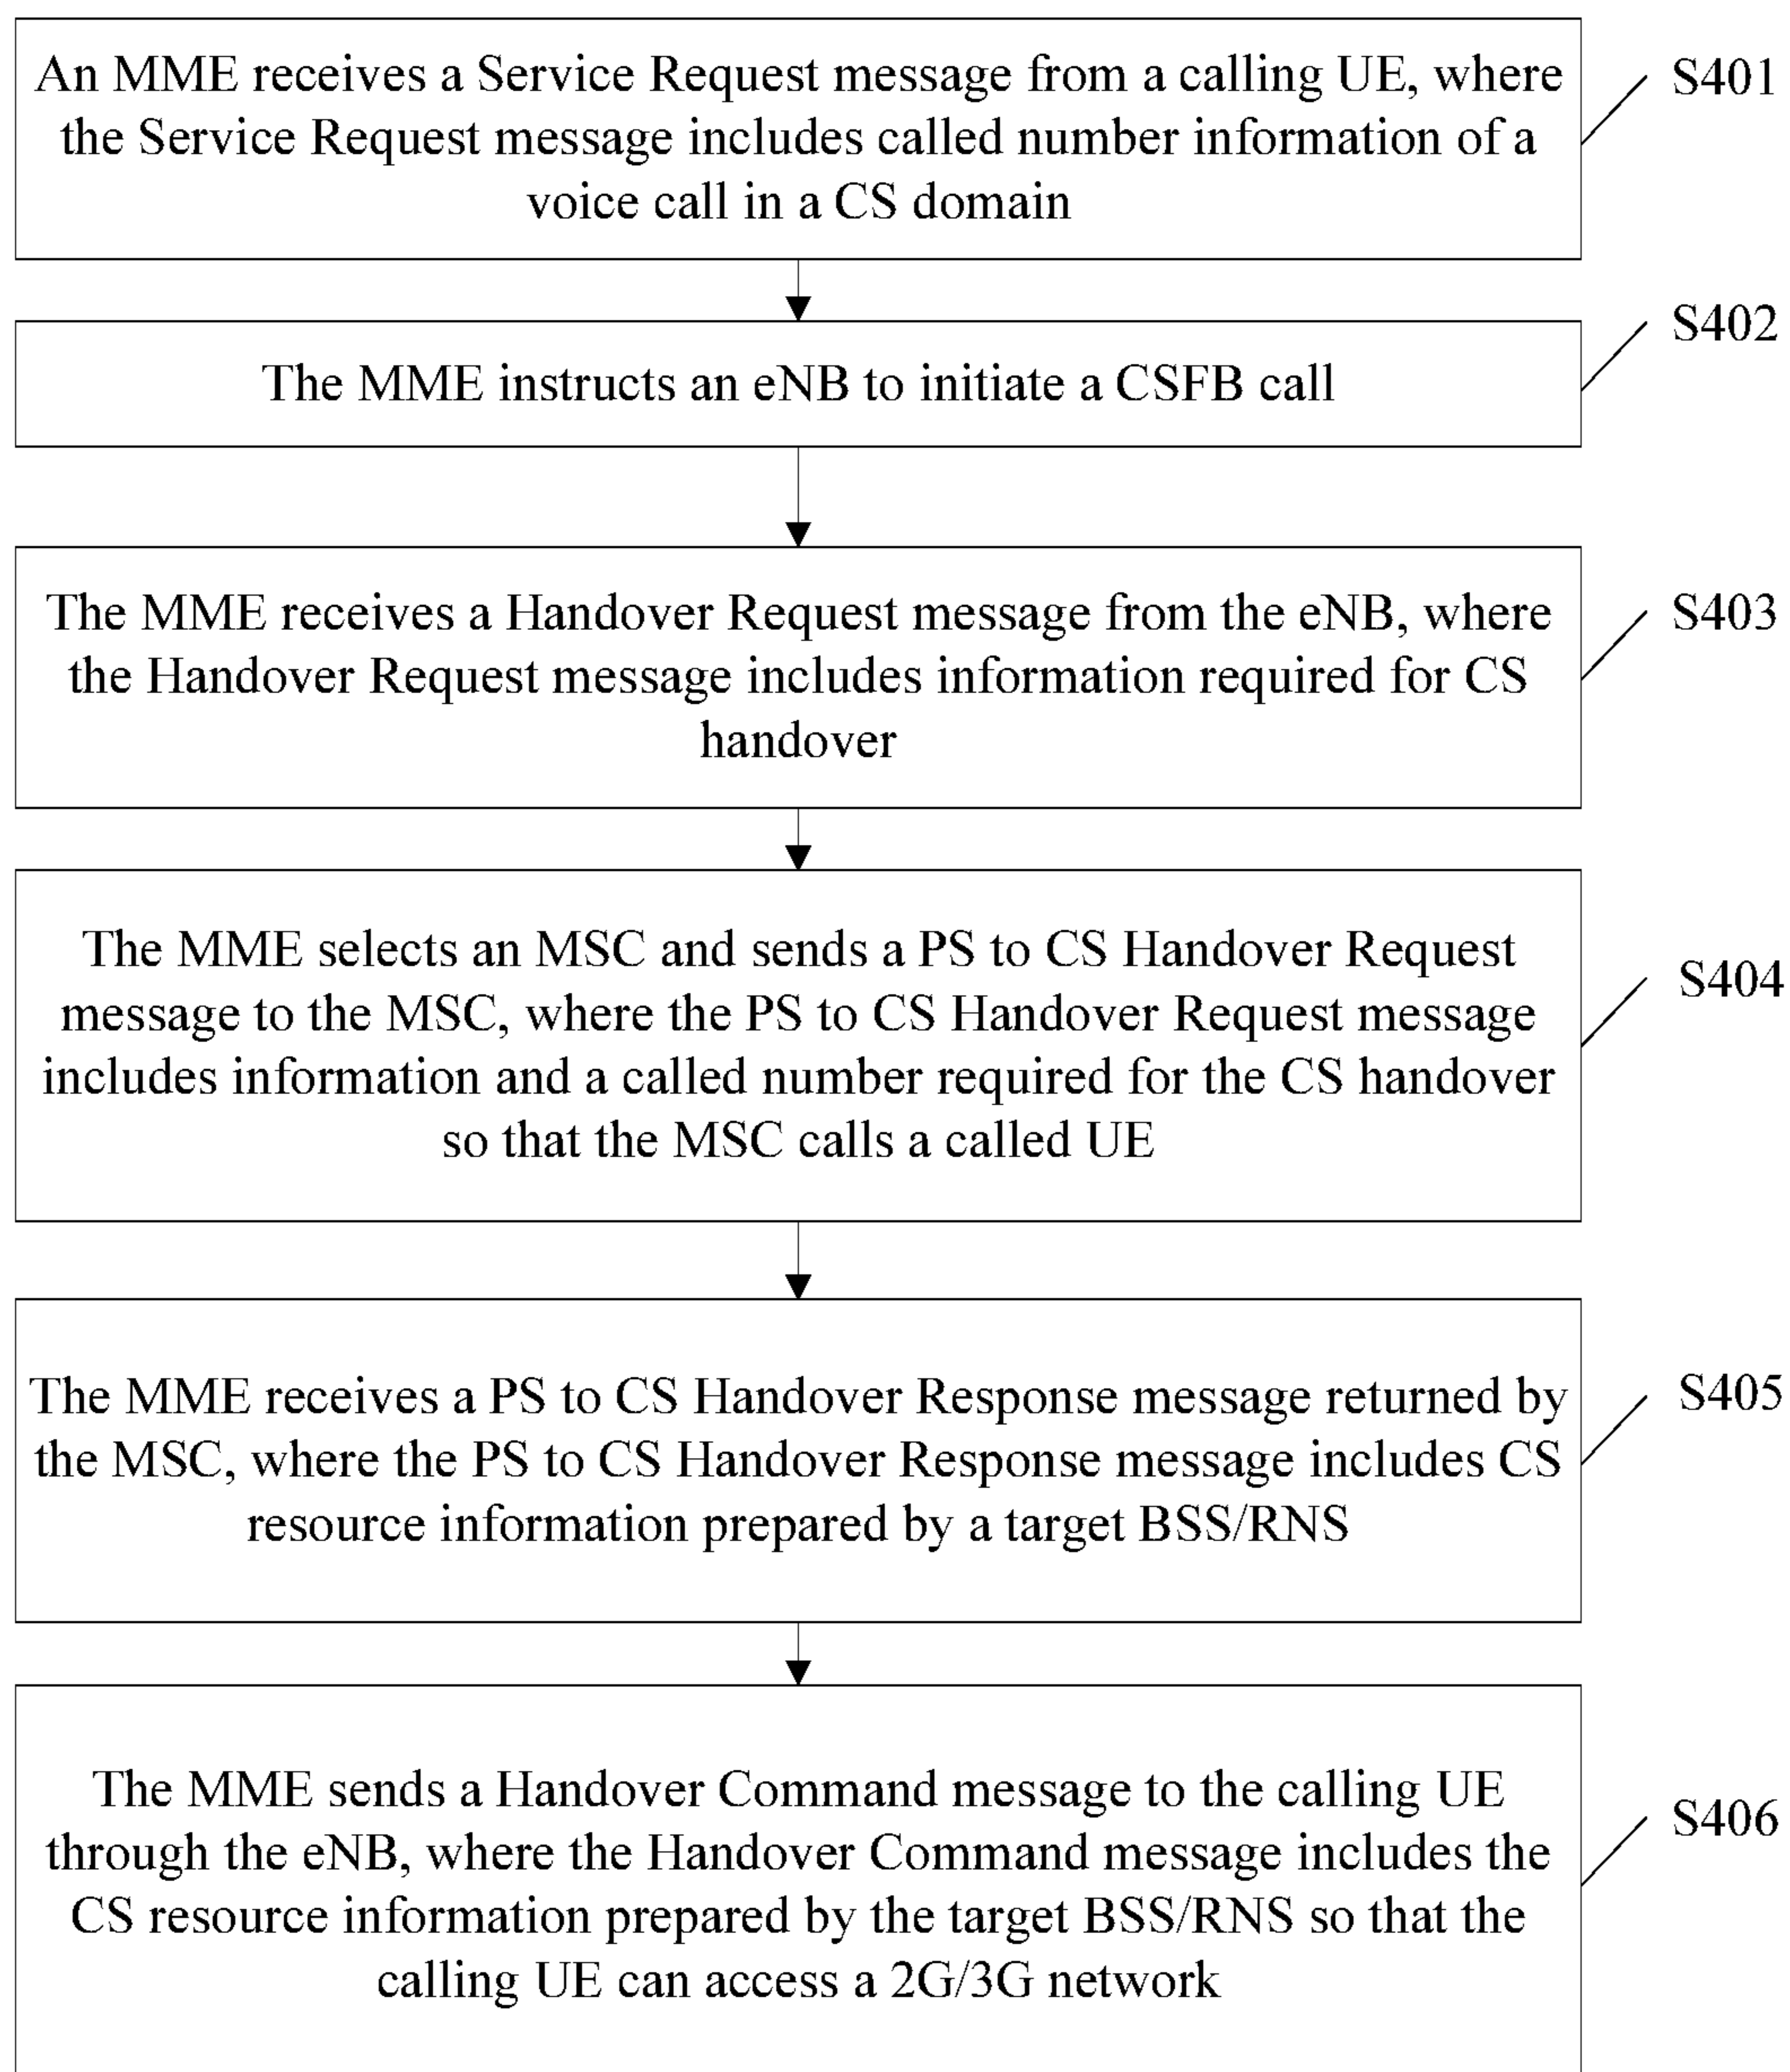 An MME receives a Service Request message from a calling UE, where
the Service Request message includes called number information of a
voice call in a CS domain
S401
The MME instructs an eNB to initiate a CSFB call
S402
The MME receives a Handover Request message from the eNB, where
the Handover Request message includes information required for CS
handover
S403
The MME selects an MSC and sends a PS to CS Handover Request
message to the MSC, where the PS to CS Handover Request message
includes information and a called number required for the CS handover
so that the MSC calls a called UE
S404
The MME receives a PS to CS Handover Response message returned by
the MSC, where the PS to CS Handover Response message includes CS
resource information prepared by a target BSS/RNS
S405
The MME sends a Handover Command message to the calling UE
through the eNB, where the Handover Command message includes the
CS resource information prepared by the target BSS/RNS so that the
calling UE can access a 2G/3G network
S406